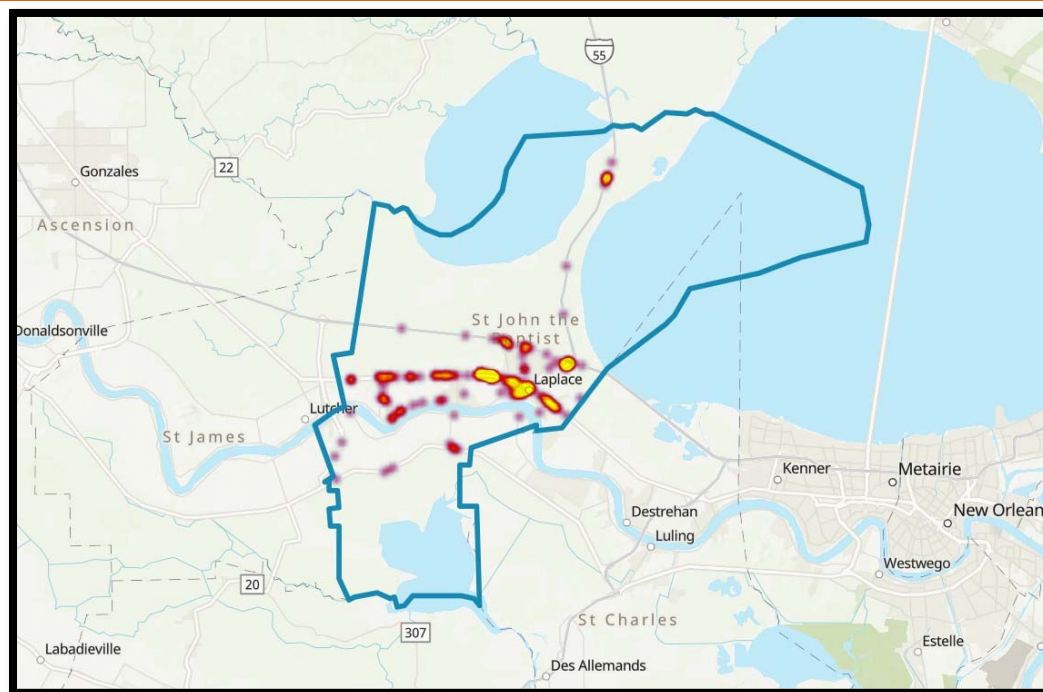 55
22
Gonzales
Ascension
Donaldsonville
St John the
Baptist
Laplace
Lutcher
St James
Kenner
Metairie
Destrehan
New Orlean
Luling
Westwego
20
St Charles
307
Estelle
Labadieville
Des Allemands